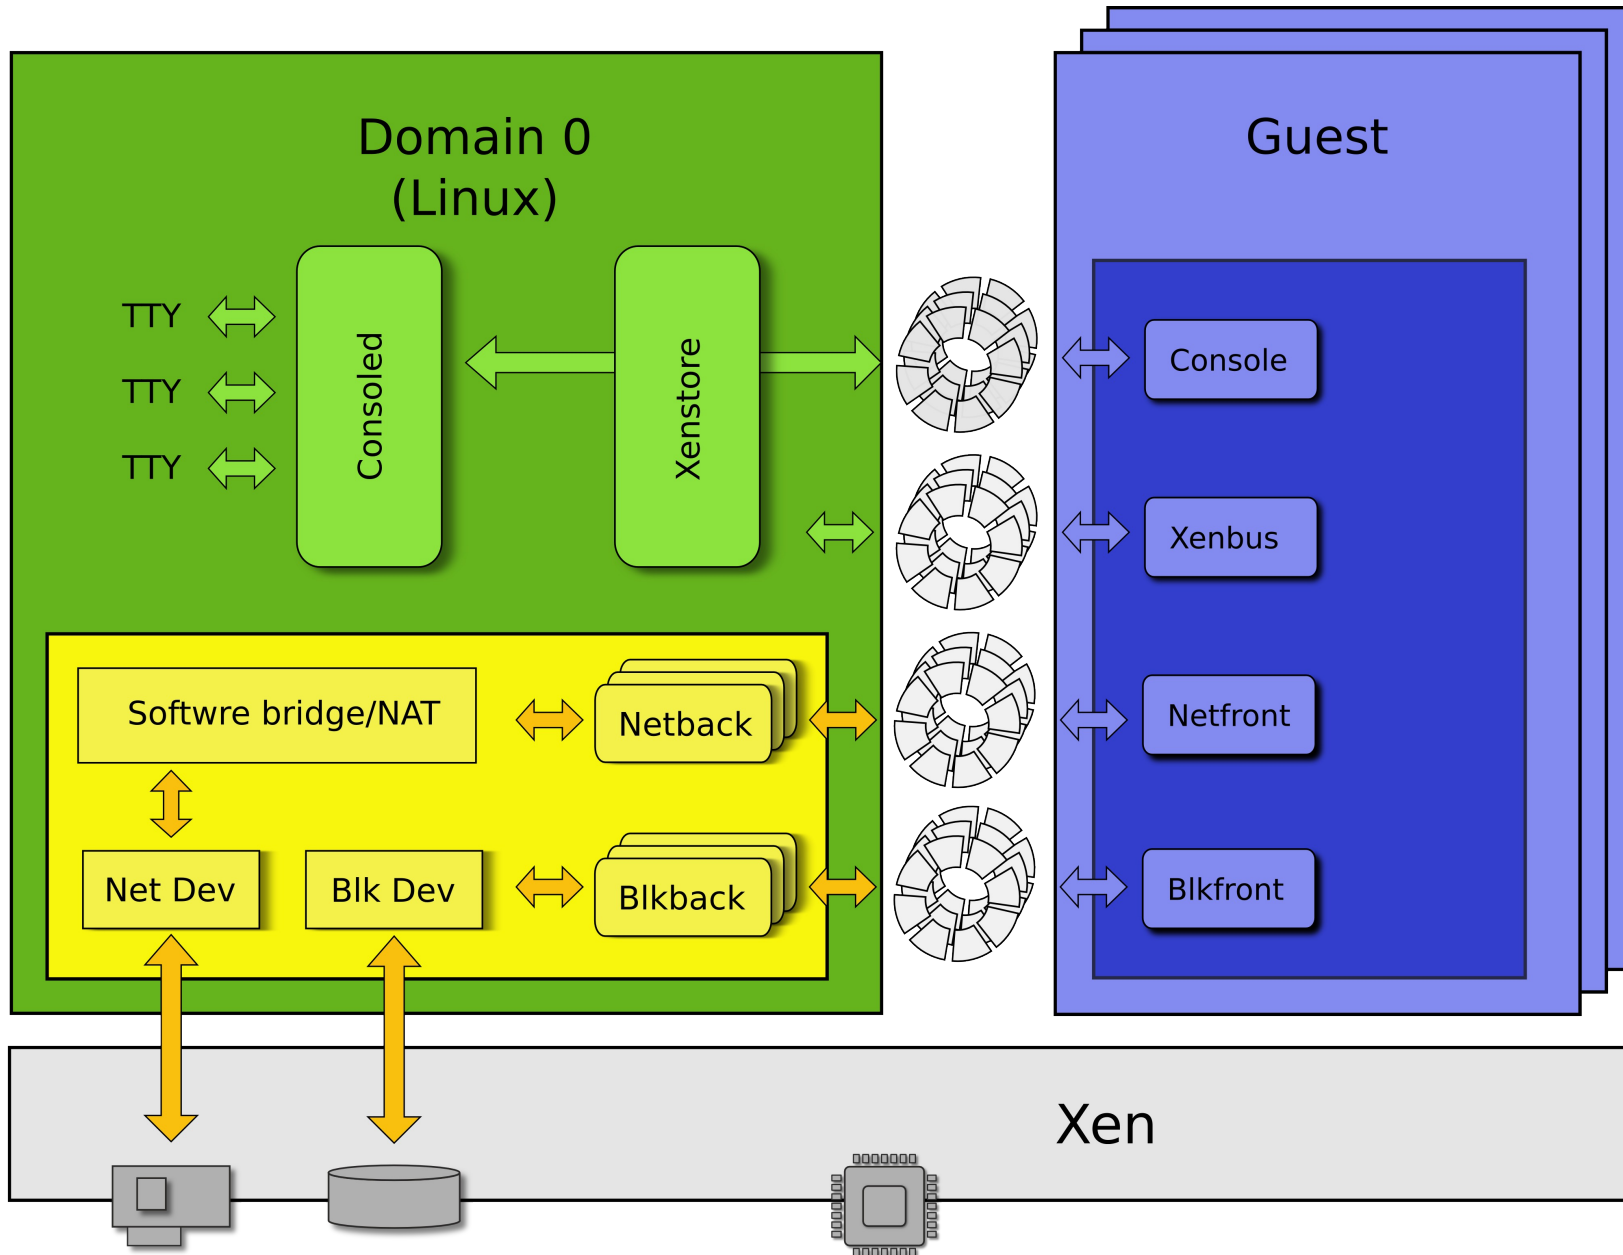 Domain 0
(Linux)
Guest
TTY
TTY
TTY
Consoled
Xenstore
Console
Xenbus
Softwre bridge/NAT
Netback
Netfront
Net Dev
Blk Dev
Blkback
Blkfront
Xen